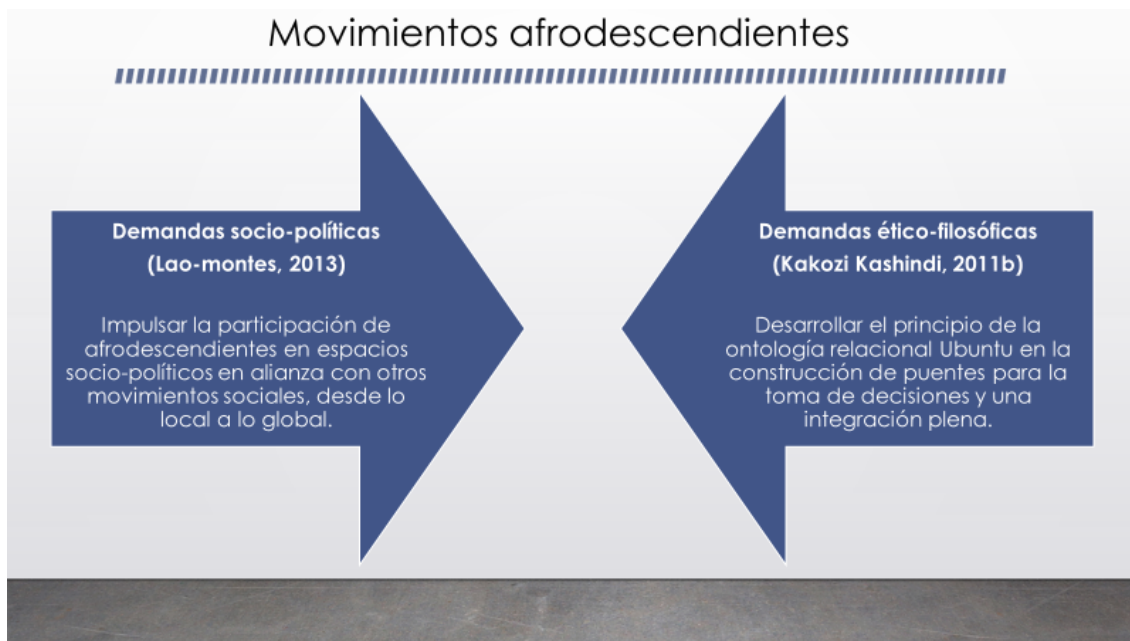 Movimientos afrodescendientes
Demandas socio-políticas
(Lao-montes, 2013)
Impulsar la participación de
afrodescendientes en espacios
socio-políticos en alianza con otros
movimientos sociales, desde lo
local a lo global.
Demandas ético-filosóficas
(Kakozi Kashindi, 2011b)
Desarrollar el principio de la
ontología relacional Ubuntu en la
construcción de puentes para la
toma de decisiones y una
integración plena.